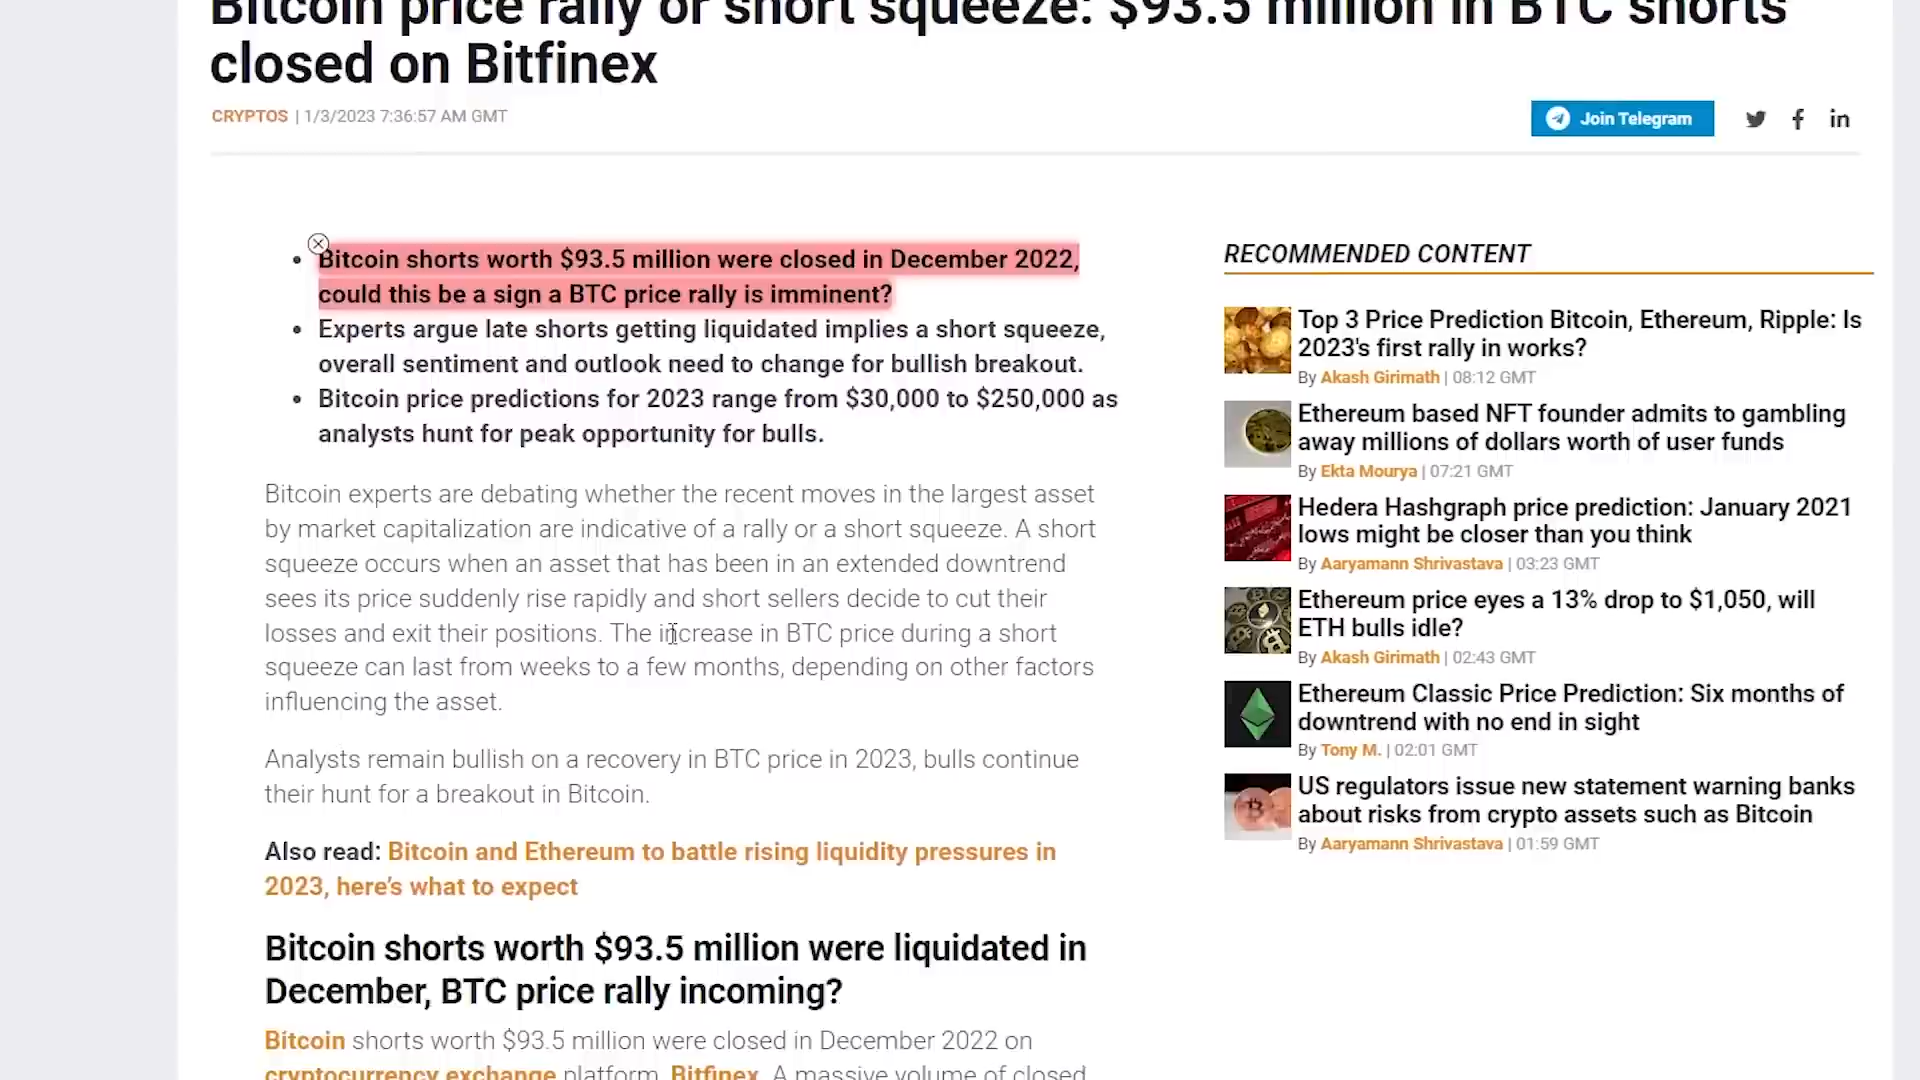 Bitcoin price rally or short squeeze: $93.5 million in BTC shorts
closed on Bitfinex
CRYPTOS | 1/3/2023 7:36:57 AM GMT
Join Telegram
Bitcoin shorts worth $93.5 million were closed in December 2022,
could this be a sign a BTC price rally is imminent?
Experts argue late shorts getting liquidated implies a short squeeze,
overall sentiment and outlook need to change for bullish breakout.
Bitcoin price predictions for 2023 range from $30,000 to $250,000 as
analysts hunt for peak opportunity for bulls.
Bitcoin experts are debating whether the recent moves in the largest asset
by market capitalization are indicative of a rally or a short squeeze. A short
squeeze occurs when an asset that has been in an extended downtrend
sees its price suddenly rise rapidly and short sellers decide to cut their
losses and exit their positions. The increase in BTC price during a short
squeeze can last from weeks to a few months, depending on other factors
influencing the asset.
Analysts remain bullish on a recovery in BTC price in 2023, bulls continue
their hunt for a breakout in Bitcoin.
Also read: Bitcoin and Ethereum to battle rising liquidity pressures in
2023, here's what to expect
Bitcoin shorts worth $93.5 million were liquidated in
December, BTC price rally incoming?
Bitcoin shorts worth $93.5 million were closed in December 2022 on
cryptocurrency exchange platform, Bitfinex. A massive volume of closed
RECOMMENDED CONTENT
Top 3 Price Prediction Bitcoin, Ethereum, Ripple: Is
2023's first rally in works?
By Akash Girimath | 08:12 GMT
Ethereum based NFT founder admits to gambling
away millions of dollars worth of user funds
By Ekta Mourya | 07:21 GMT
Hedera Hashgraph price prediction: January 2021
lows might be closer than you think
By Aaryamann Shrivastava | 03:23 GMT
Ethereum price eyes a 13% drop to $1,050, will
ETH bulls idle?
By Akash Girimath | 02:43 GMT
Ethereum Classic Price Prediction: Six months of
downtrend with no end in sight
By Tony M. | 02:01 GMT
US regulators issue new statement warning banks
about risks from crypto assets such as Bitcoin
By Aaryamann Shrivastava | 01:59 GMT